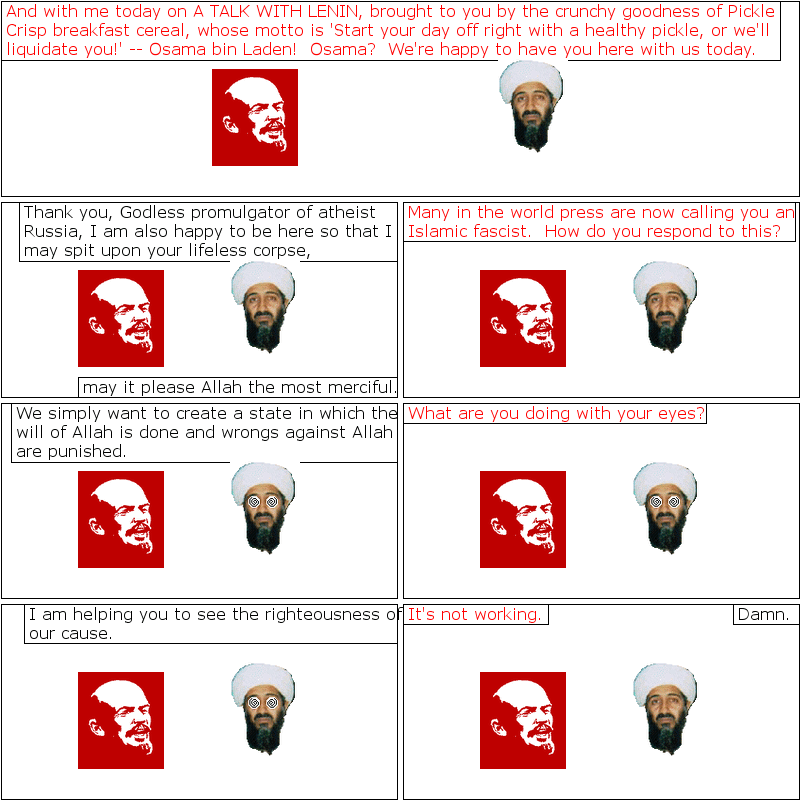 And with me today on A TALK WITH LENIN, brought to you by the crunchy goodness of Pickle
Crisp breakfast cereal, whose motto is 'Start your day off right with a healthy pickle, or we'll
liquidate you!' -- Osama bin Laden!  Osama?  We're happy to have you here with us today.
Thank you, Godless promulgator of atheist
Russia, I am also happy to be here so that I
may spit upon your lifeless corpse,
may it please Allah the most merciful.
Many in the world press are now calling you an
Islamic fascist.  How do you respond to this?
We simply want to create a state in which the
will of Allah is done and wrongs against Allah
are punished.
What are you doing with your eyes?
I am helping you to see the righteousness of
our cause.
It's not working.
Damn.